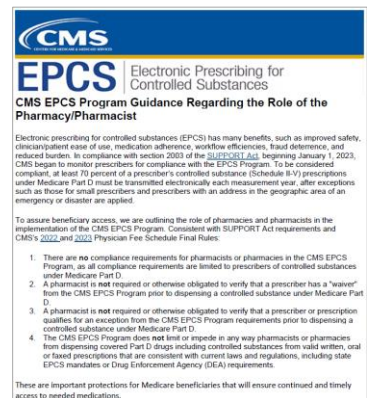 CMS
CENTERS FOR MEDICARE & MEDICAID SERVICES
EPCS Electronic Prescribing for
Controlled Substances
CMS EPCS Program Guidance Regarding the Role of the
Pharmacy/Pharmacist
Electronic prescribing for controlled substances (EPCS) has many benefits, such as improved safety,
clinician/patient ease of use, medication adherence, workflow efficiencies, fraud deterrence, and
reduced burden. In compliance with section 2003 of the SUPPORT Act, beginning January 1, 2023,
CMS began to monitor prescribers for compliance with the EPCS Program. To be considered
compliant, at least 70 percent of a prescriber's controlled substance (Schedule II-V) prescriptions
under Medicare Part D must be transmitted electronically each measurement year, after exceptions
such as those for small prescribers and prescribers with an address in the geographic area of an
emergency or disaster are applied.
To assure beneficiary access, we are outlining the role of pharmacies and pharmacists in the
implementation of the CMS EPCS Program. Consistent with SUPPORT Act requirements and
CMS's 2022 and 2023 Physician Fee Schedule Final Rules:
1. There are no compliance requirements for pharmacists or pharmacies in the CMS EPCS
Program, as all compliance requirements are limited to prescribers of controlled substances
under Medicare Part D.
2. A pharmacist is not required or otherwise obligated to verify that a prescriber has a "waiver"
from the CMS EPCS Program prior to dispensing a controlled substance under Medicare Part
D.
3. A pharmacist is not required or otherwise obligated to verify that a prescriber or prescription
qualifies for an exception from the CMS EPCS Program requirements prior to dispensing a
controlled substance under Medicare Part D.
4. The CMS EPCS Program does not limit or impede in any way pharmacists or pharmacies
from dispensing covered Part D drugs including controlled substances from valid written, oral
or faxed prescriptions that are consistent with current laws and regulations, including state
EPCS mandates or Drug Enforcement Agency (DEA) requirements.
These are important protections for Medicare beneficiaries that will ensure continued and timely
access to needed medications.